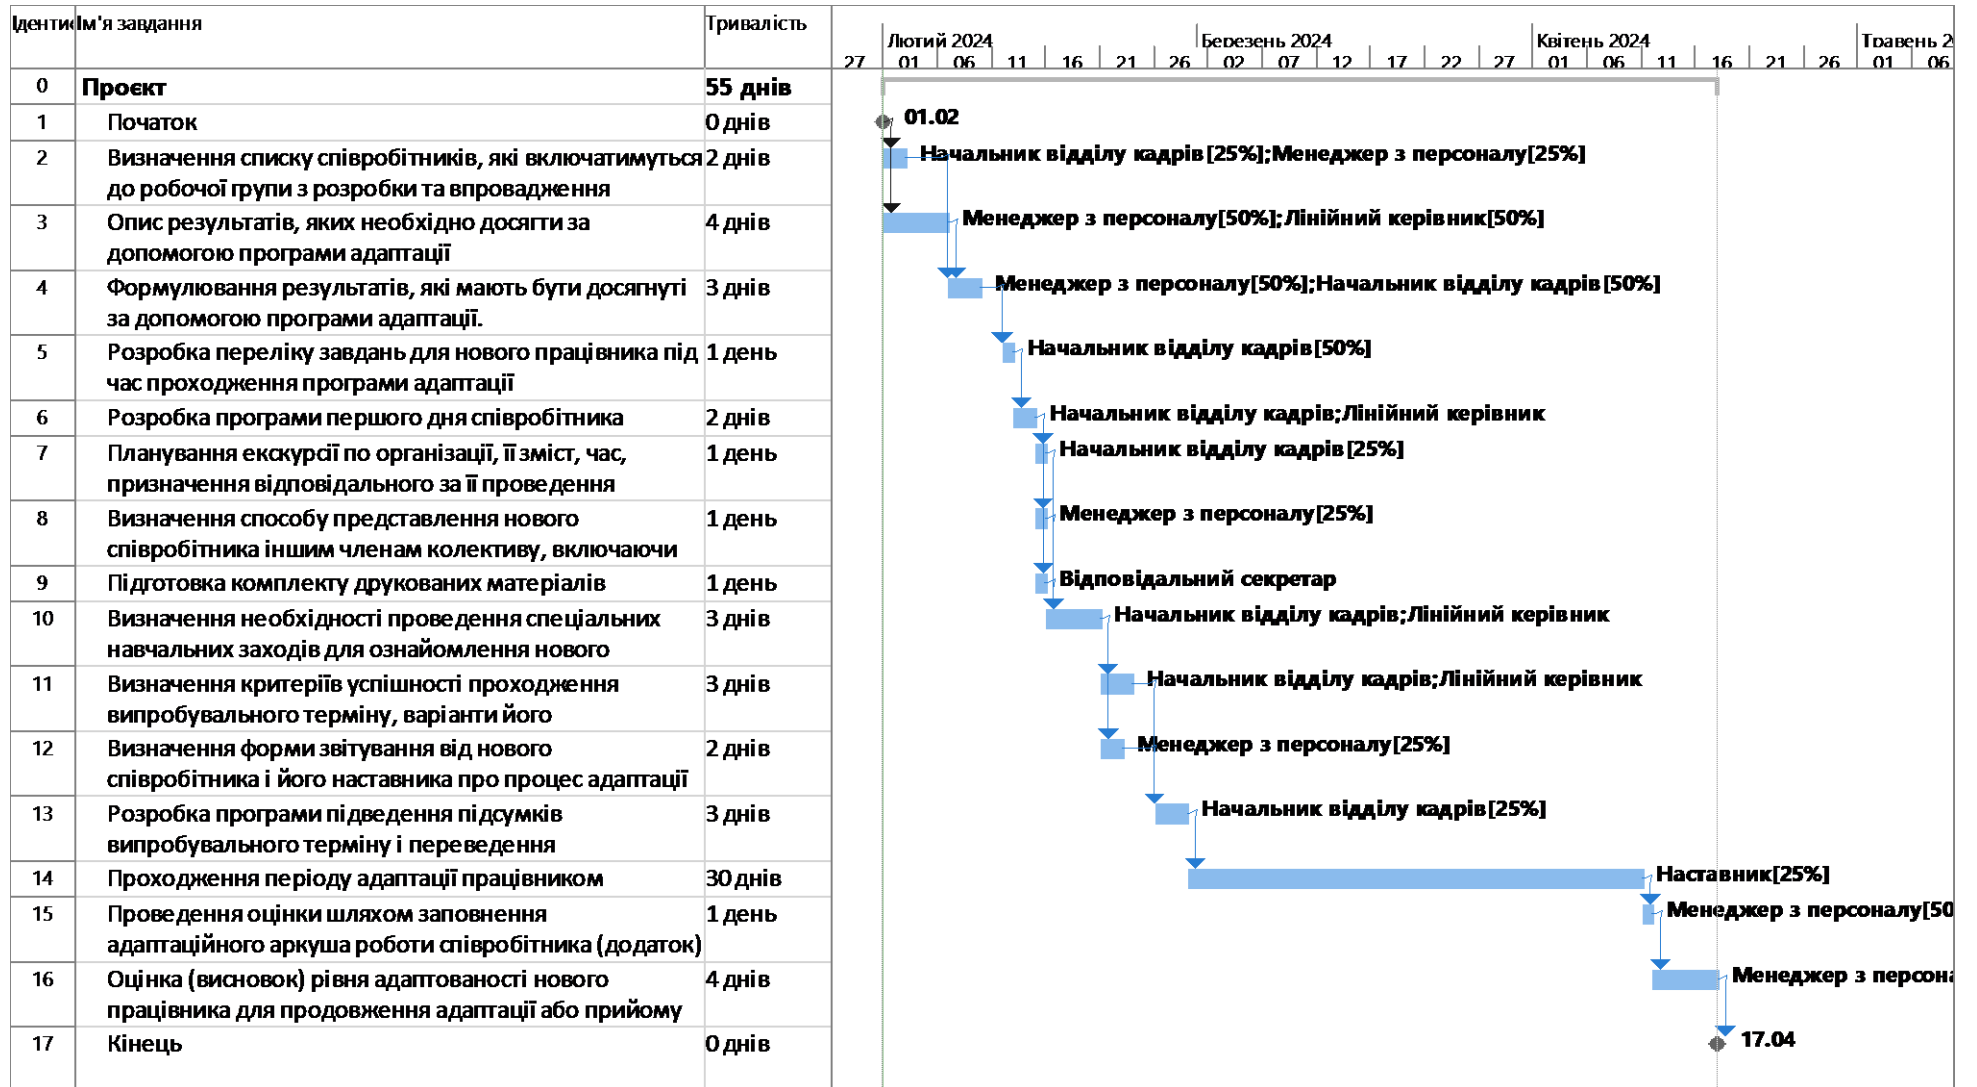 Іденти Ім'я завдання Тривалість
Лютий 2024 Березень 2024 Квітень 2024 Травень 2
27 01 06 11 16 21 26 02 07 12 17 22 27 01 06 11 16 21 26 01 06
0 Проєкт 55 днів
1 Початок 0 днів 01.02
2 Визначення списку співробітників, які включатимуться 2 днів Начальник відділу кадрів[25%];Менеджер з персоналу[25%]
до робочої групи з розробки та впровадження
3 Опис результатів, яких необхідно досягти за 4 днів Менеджер з персоналу[50%];Лінійний керівник[50%]
допомогою програми адаптації
4 Формулювання результатів, які мають бути досягнуті 3 днів Менеджер з персоналу[50%];Начальник відділу кадрів[50%]
за допомогою програми адаптації.
5 Розробка переліку завдань для нового працівника під 1 день Начальник відділу кадрів[50%]
час проходження програми адаптації
6 Розробка програми першого дня співробітника 2 днів Начальник відділу кадрів;Лінійний керівник
7 Планування екскурсії по організації, її зміст, час, 1 день Начальник відділу кадрів[25%]
призначення відповідального за її проведення
8 Визначення способу представлення нового 1 день Менеджер з персоналу[25%]
співробітника іншим членам колективу, включаючи
9 Підготовка комплекту друкованих матеріалів 1 день Відповідальний секретар
10 Визначення необхідності проведення спеціальних 3 днів Начальник відділу кадрів;Лінійний керівник
навчальних заходів для ознайомлення нового
11 Визначення критеріїв успішності проходження 3 днів Начальник відділу кадрів;Лінійний керівник
випробувального терміну, варіанти його
12 Визначення форми звітування від нового 2 днів Менеджер з персоналу[25%]
співробітника і його наставника про процес адаптації
13 Розробка програми підведення підсумків 3 днів Начальник відділу кадрів[25%]
випробувального терміну і переведення
14 Проходження періоду адаптації працівником 30 днів Наставник[25%]
15 Проведення оцінки шляхом заповнення 1 день Менеджер з персоналу[50
адаптаційного аркуша роботи співробітника (додаток)
16 Оцінка (висновок) рівня адаптованості нового 4 днів Менеджер з персона
працівника для продовження адаптації або прийому
17 Кінець 0 днів 17.04